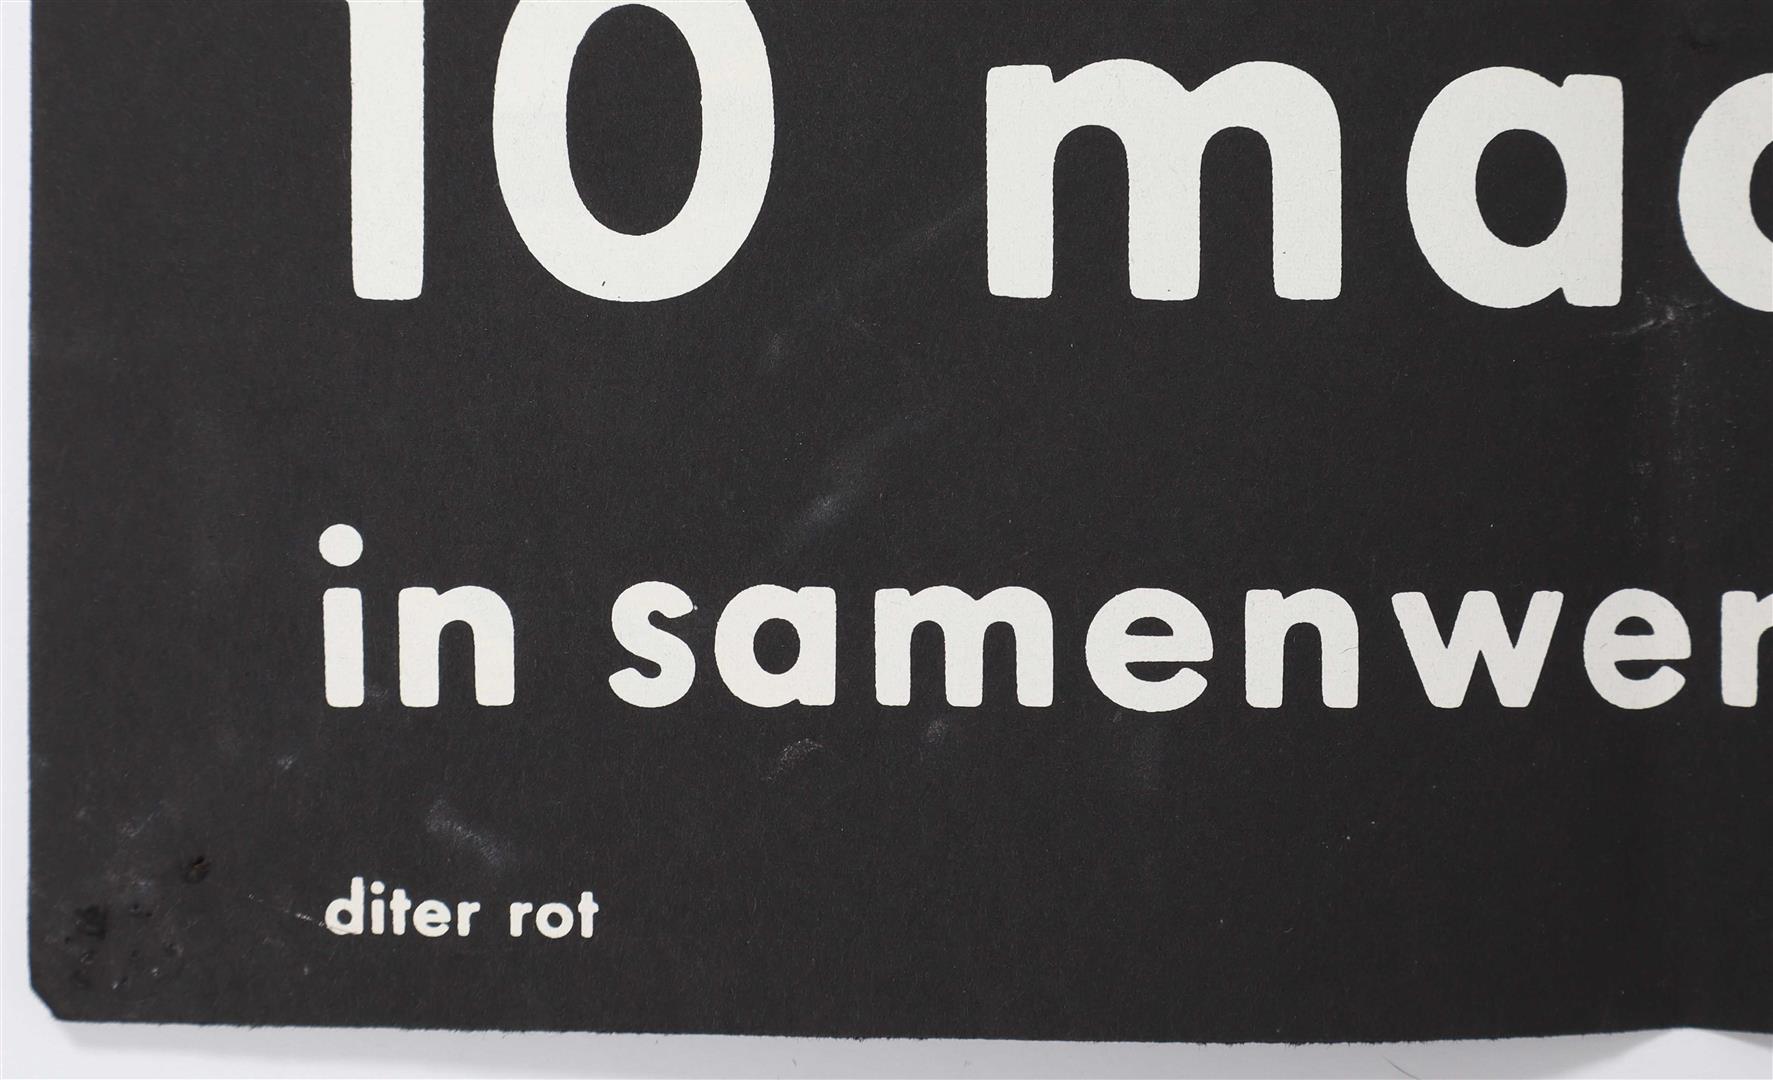 10 maa
in samenwer
diter rot